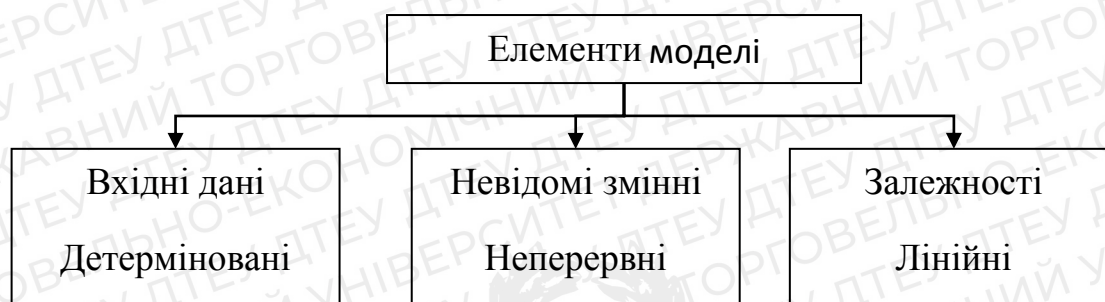 Елементи моделі
Вхідні дані
Детерміновані
Невідомі змінні
Неперервні
Залежності
Лінійні